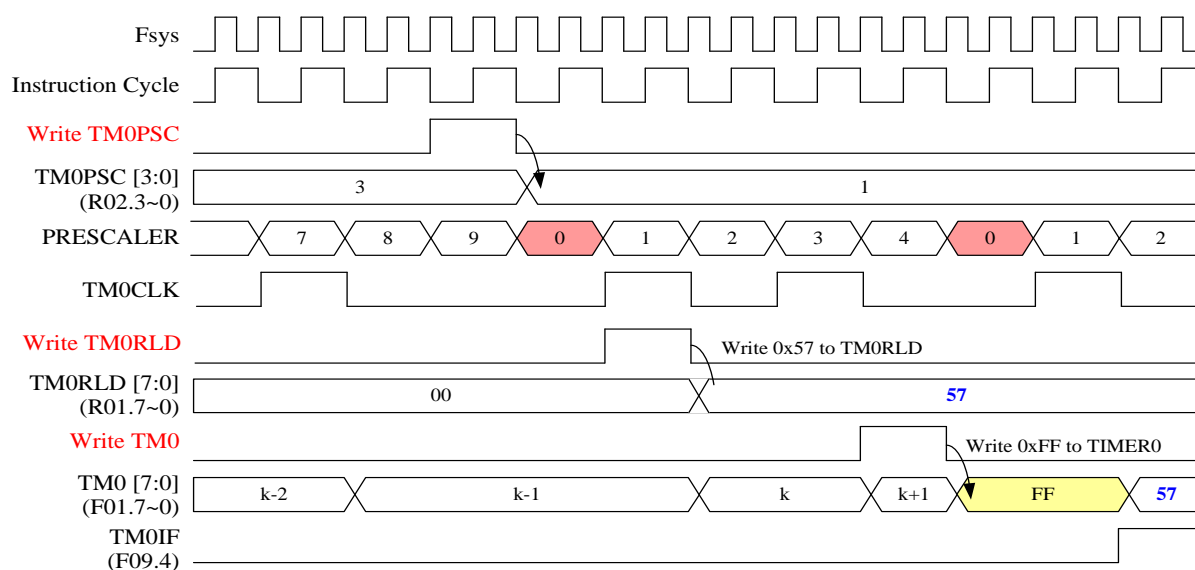 Fsys
Instruction Cycle
Write TM0PSC
TM0PSC [3:0]
(R02.3~0)
3 1
PRESCALER
7 8 9 0 1 2 3 4 0 1 2
TM0CLK
Write TM0RLD
Write 0x57 to TM0RLD
TM0RLD [7:0]
(R01.7~0)
00 57
Write TM0
Write 0xFF to TIMER0
TM0 [7:0]
(F01.7~0)
k-2 k-1 k k+1 FF 57
TM0IF
(F09.4)